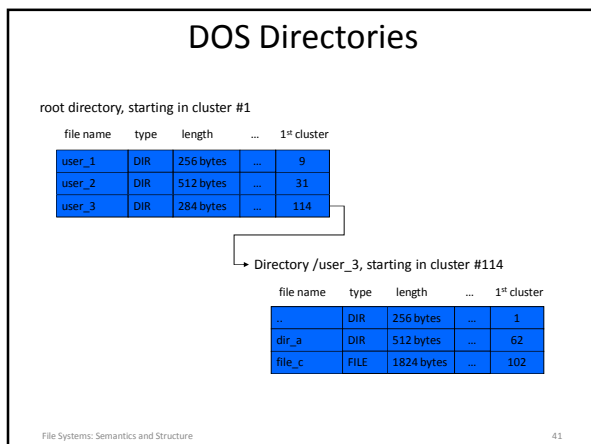 DOS Directories
root directory, starting in cluster #1
file name type length ... 1st cluster
user_1 DIR 256 bytes ... 9
user_2 DIR 512 bytes ... 31
user_3 DIR 284 bytes ... 114
Directory /user_3, starting in cluster #114
file name type length ... 1st cluster
.. DIR 256 bytes ... 1
dir_a DIR 512 bytes ... 62
file_c FILE 1824 bytes ... 102
File Systems: Semantics and Structure 41